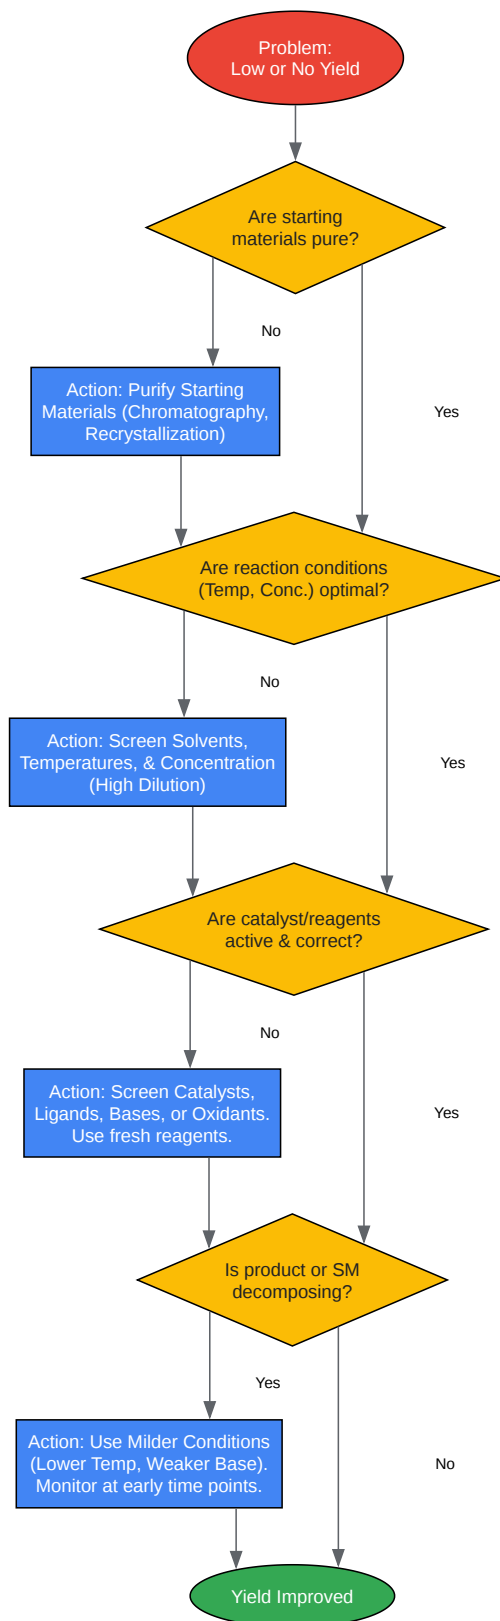 Problem:
Low or No Yield
Are starting
materials pure?
No
Action: Purify Starting
Materials (Chromatography,
Recrystallization)
Yes
Are reaction conditions
(Temp, Conc.) optimal?
No
Action: Screen Solvents,
Temperatures, & Concentration
(High Dilution)
Yes
Are catalyst/reagents
active & correct?
No
Action: Screen Catalysts,
Ligands, Bases, or Oxidants.
Use fresh reagents.
Yes
Is product or SM
decomposing?
Yes
Action: Use Milder Conditions
(Lower Temp, Weaker Base).
Monitor at early time points.
No
Yield Improved